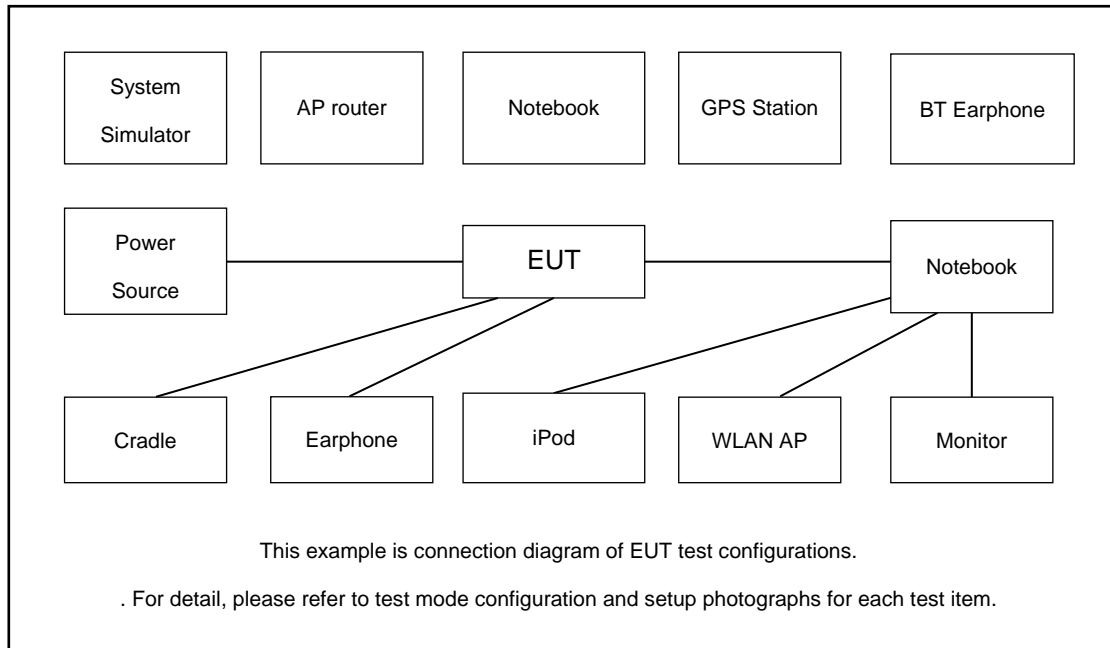 System
Simulator
AP router
Notebook
GPS Station
BT Earphone
Power
Source
EUT
Notebook
Cradle
Earphone
iPod
WLAN AP
Monitor
This example is connection diagram of EUT test configurations.
. For detail, please refer to test mode configuration and setup photographs for each test item.